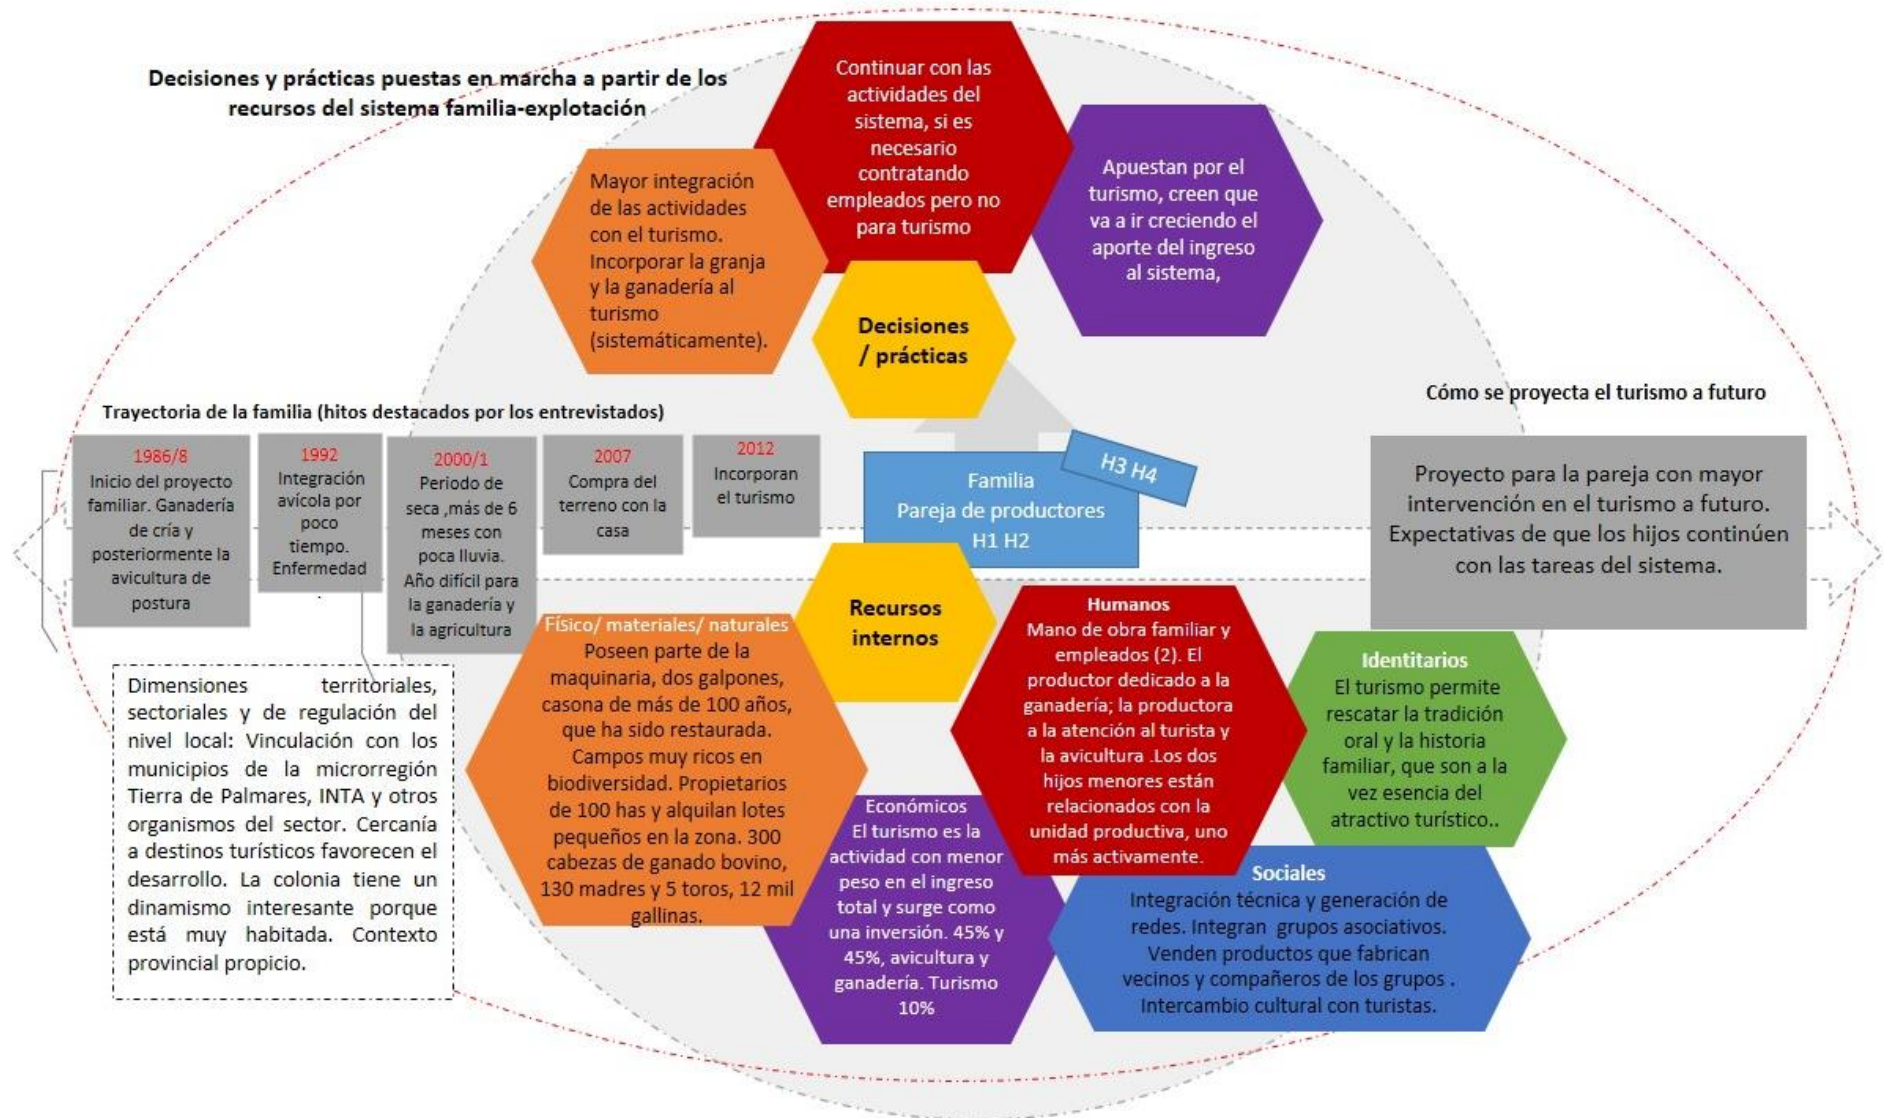 Decisiones y prácticas puestas en marcha a partir de los
recursos del sistema familia-explotación
Continuar con las
actividades del
sistema, si es
necesario
contratando
empleados pero no
para turismo
Mayor integración
de las actividades
con el turismo.
Incorporar la granja
y la ganadería al
turismo
(sistemáticamente).
Apuestan por el
turismo, creen que
va a ir creciendo el
aporte del ingreso
al sistema,
Decisiones
/ prácticas
Trayectoria de la familia (hitos destacados por los entrevistados)
1986/8
Inicio del proyecto
familiar. Ganadería
de cría y
posteriormente la
avicultura de
postura
1992
Integración
avícola por
poco
tiempo.
Enfermedad
.
2000/1
Periodo de
seca ,más de 6
meses con
poca lluvia.
Año difícil para
la ganadería y
la agricultura
2007
Compra del
terreno con la
casa
2012
Incorporan
el turismo
Familia
Pareja de productores
H1 H2
H3 H4
Cómo se proyecta el turismo a futuro
Proyecto para la pareja con mayor
intervención en el turismo a futuro.
Expectativas de que los hijos continúen
con las tareas del sistema.
Recursos
internos
Físico/ materiales/ naturales
Poseen parte de la
maquinaria, dos galpones,
casona de más de 100 años,
que ha sido restaurada.
Campos muy ricos en
biodiversidad. Propietarios
de 100 has y alquilan lotes
pequeños en la zona. 300
cabezas de ganado bovino,
130 madres y 5 toros, 12 mil
gallinas.
Humanos
Mano de obra familiar y
empleados (2). El
productor dedicado a la
ganadería; la productora
a la atención al turista y
la avicultura .Los dos
hijos menores están
relacionados con la
unidad productiva, uno
más activamente.
Identitarios
El turismo permite
rescatar la tradición
oral y la historia
familiar, que son a la
vez esencia del
atractivo turístico..
Económicos
El turismo es la
actividad con menor
peso en el ingreso
total y surge como
una inversión. 45% y
45%, avicultura y
ganadería. Turismo
10%
Sociales
Integración técnica y generación de
redes. Integran grupos asociativos.
Venden productos que fabrican
vecinos y compañeros de los grupos .
Intercambio cultural con turistas.
Dimensiones territoriales,
sectoriales y de regulación del
nivel local: Vinculación con los
municipios de la microrregión
Tierra de Palmares, INTA y otros
organismos del sector. Cercanía
a destinos turísticos favorecen el
desarrollo. La colonia tiene un
dinamismo interesante porque
está muy habitada. Contexto
provincial propicio.